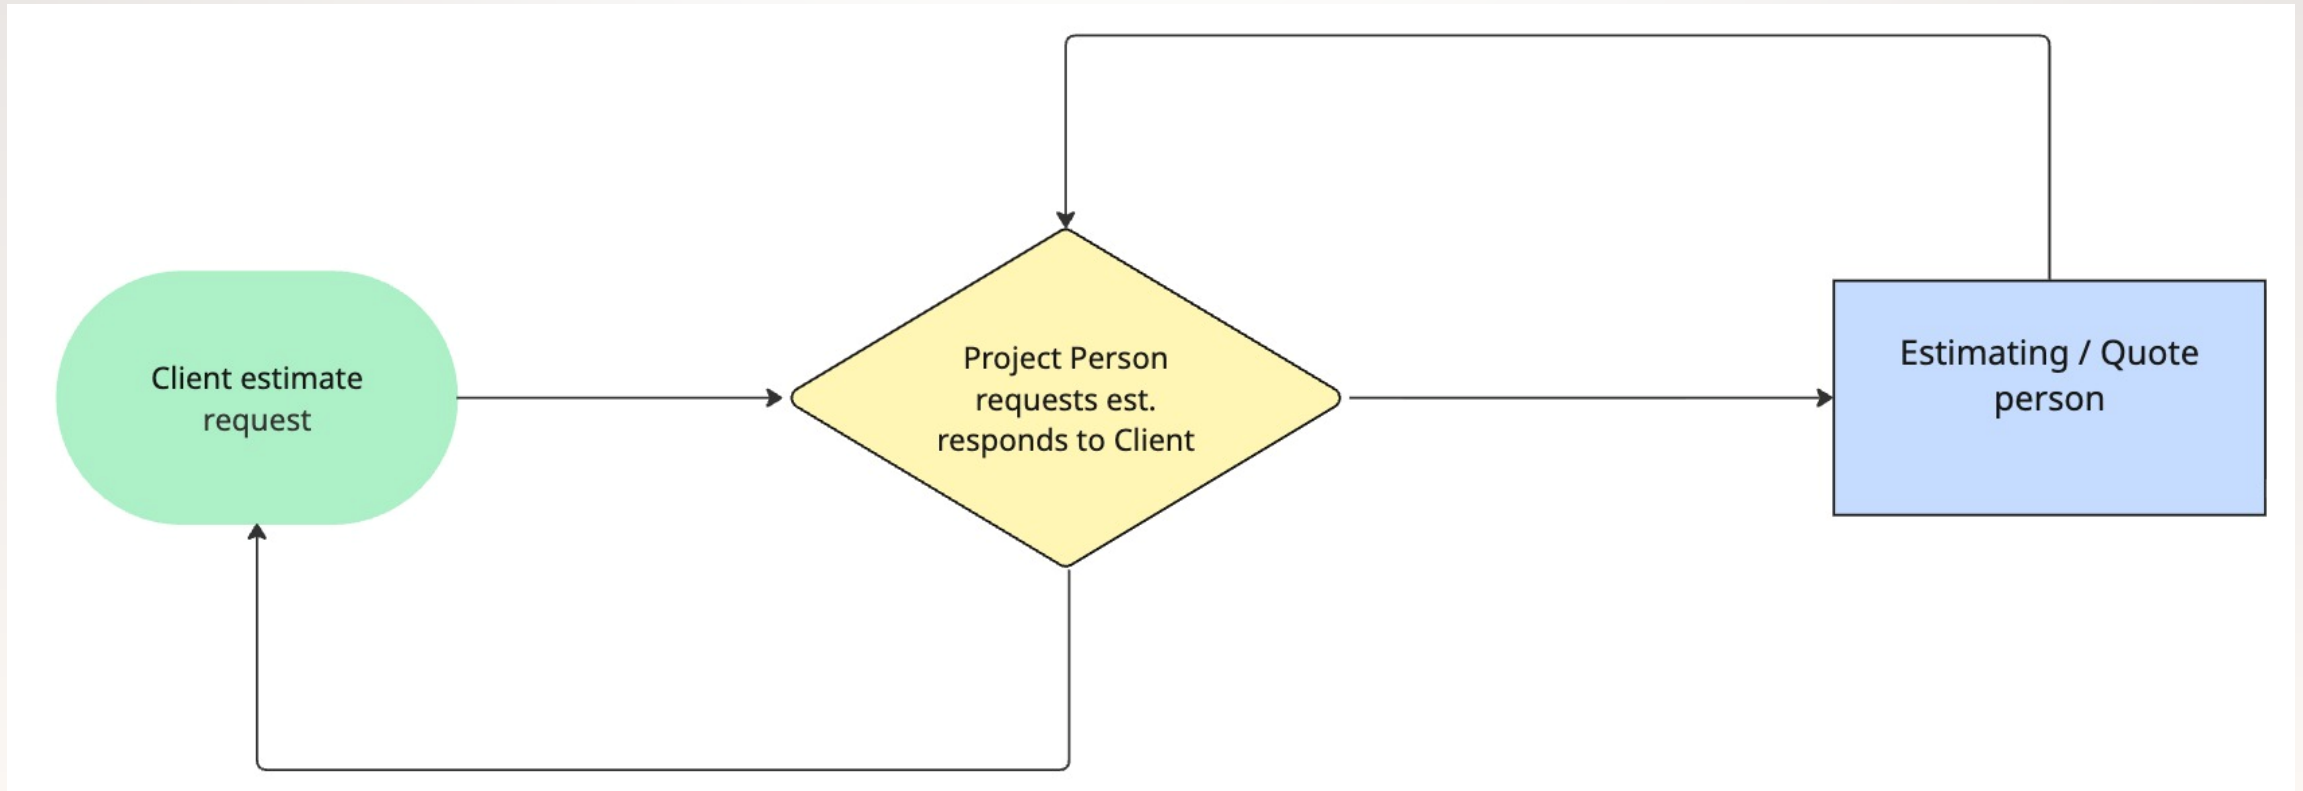 Client estimate
request
Project Person
requests est.
responds to Client
Estimating / Quote
person